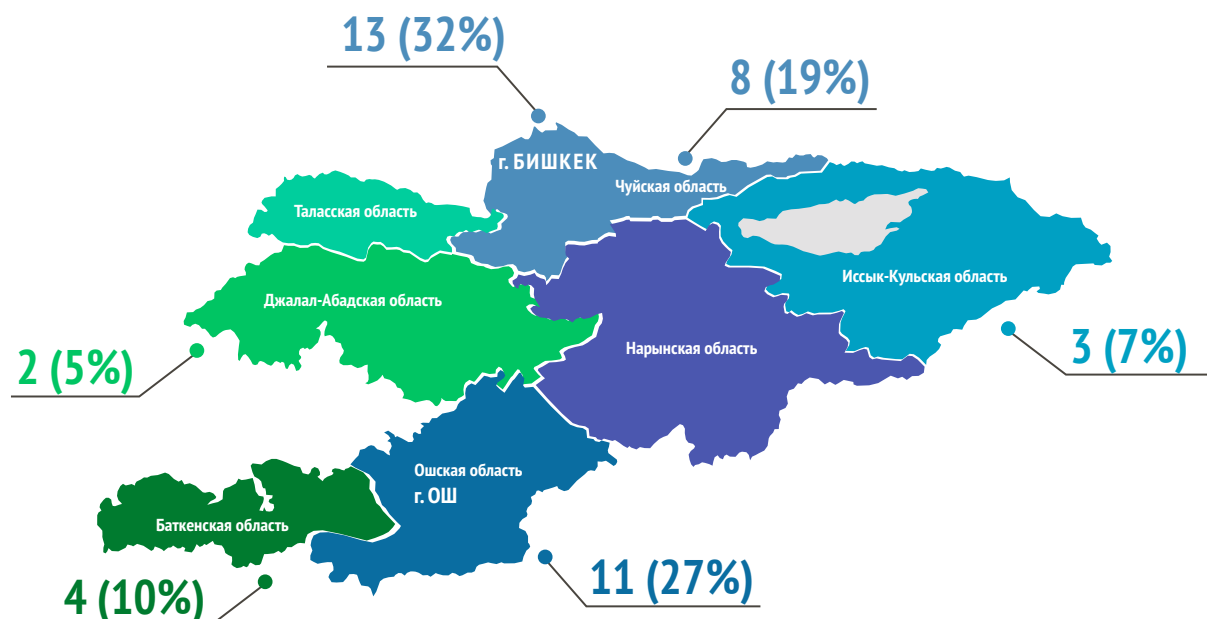 13 (32%)
8 (19%)
г. БИШКЕК
Чуйская область
Таласская область
Иссык-Кульская область
Джалал-Абадская область
Нарынская область
3 (7%)
2 (5%)
Ошская область
г. ОШ
Баткенская область
11 (27%)
4 (10%)